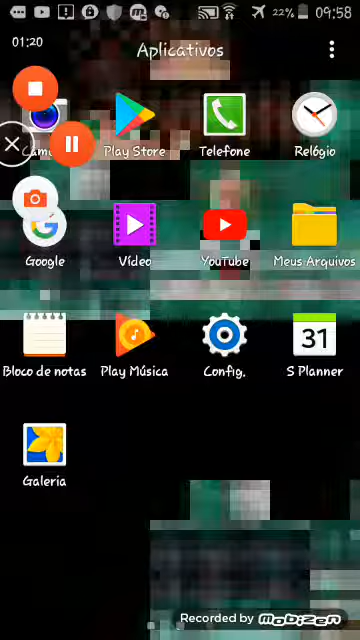 22% 09:58
01:20
Aplicativos
Play Store Telefone Relógio
Google Vídeo YouTube Meus Arquivos
Bloco de notas Play Música Config. S Planner
31
Galeria
Recorded by MOBIZEN